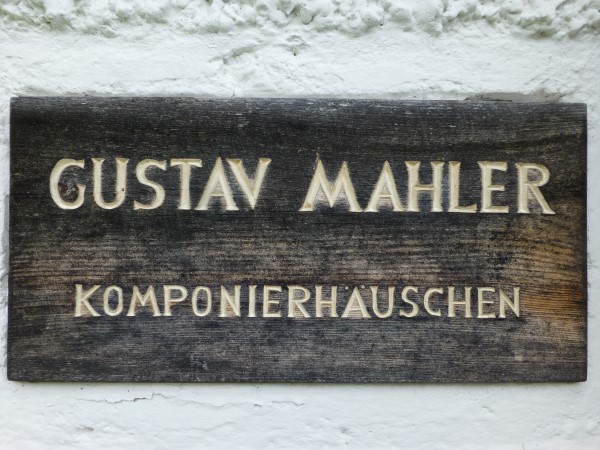 GUSTAV MAHLER
KOMPONIERHÄUSCHEN